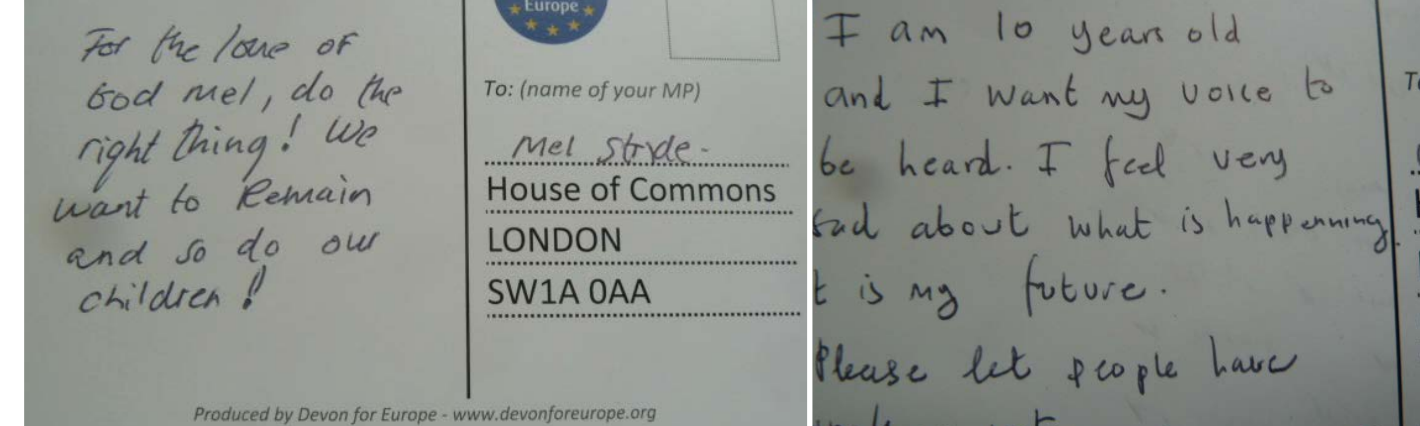 For the love of
God Mel, do the
right thing! We
want to Remain
and so do our
children!
Europe
To: (name of your MP)
Mel Stride-
House of Commons
LONDON
SW1A 0AA
Produced by Devon for Europe - www.devonforeurope.org
I am 10 years old
and I want my voice to
be heard. I feel very
sad about what is happenning.
t is my future.
Please let people have